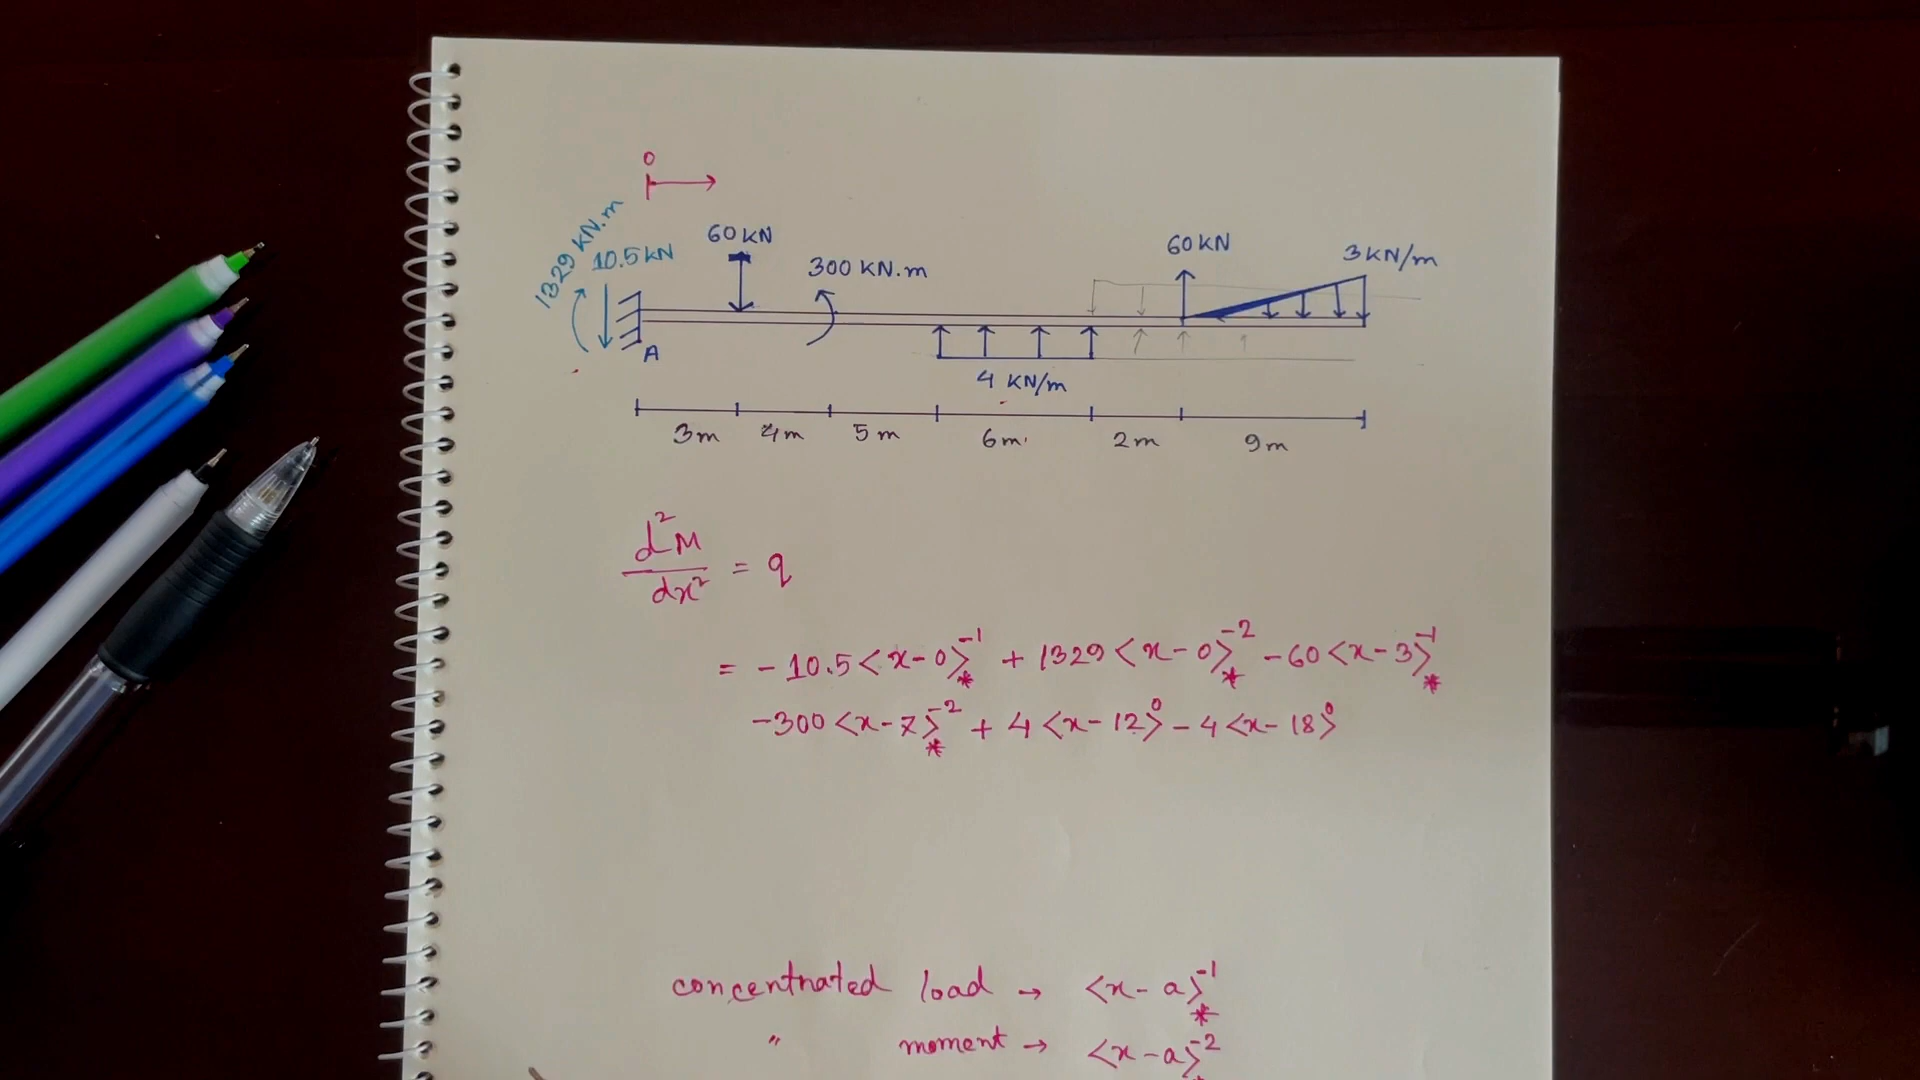 0
1329 KN.m
10.5 KN
60 KN
300 KN.m
60 KN
3 KN/m
A
4 KN/m
3m 4m 5m 6m 2m 9m
d²M/dx² = q
= -10.5<x-0>⁻¹* + 1329<x-0>⁻²* - 60<x-3>⁻¹*
-300<x-7>⁻²* + 4<x-12>⁰ - 4<x-18>⁰
concentrated load → <x-a>⁻¹*
" moment → <x-a>⁻²*